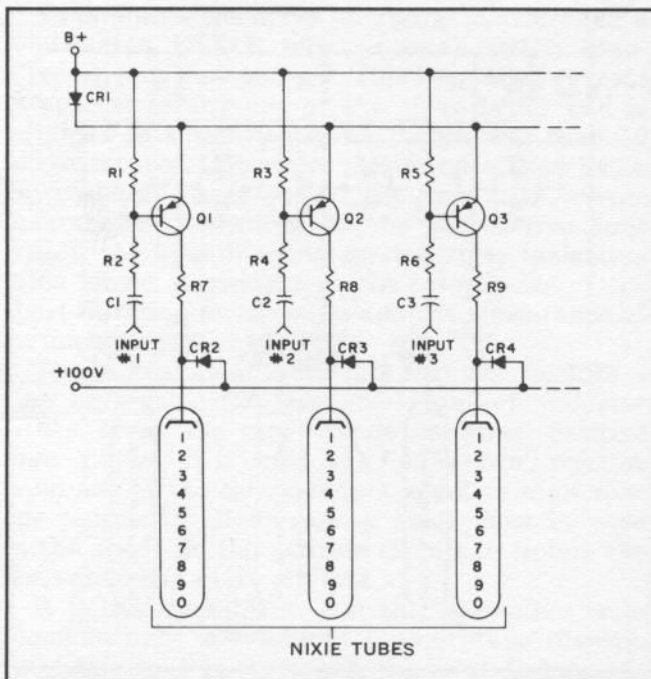 B+
CR1
R1
R3
R5
Q1
Q2
Q3
R2
R4
R6
C1
R7
C2
R8
C3
R9
INPUT
# 1
INPUT
# 2
INPUT
# 3
CR2
CR3
CR4
+100V
1 1 1
2 2 2
3 3 3
4 4 4
5 5 5
6 6 6
7 7 7
8 8 8
9 9 9
0 0 0
NIXIE TUBES